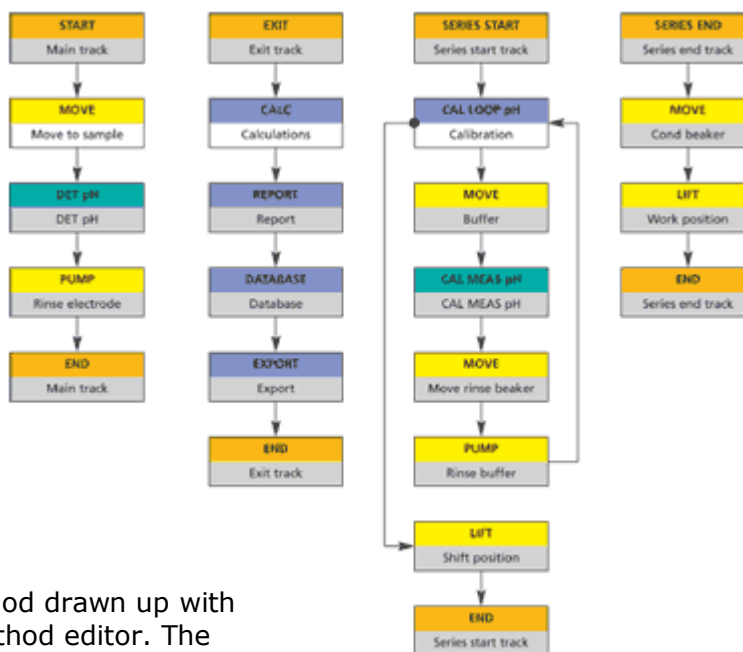 START
Main track
MOVE
Move to sample
DET pH
DET pH
PUMP
Rinse electrode
END
Main track
EXIT
Exit track
CALC
Calculations
REPORT
Report
DATABASE
Database
EXPORT
Export
END
Exit track
SERIES START
Series start track
CAL LOOP pH
Calibration
MOVE
Buffer
CAL MEAS pH
CAL MEAS pH
MOVE
Move rinse beaker
PUMP
Rinse buffer
LIFT
Shift position
END
Series start track
SERIES END
Series end track
MOVE
Cond beaker
LIFT
Work position
END
Series end track
od drawn up with
thod editor. The